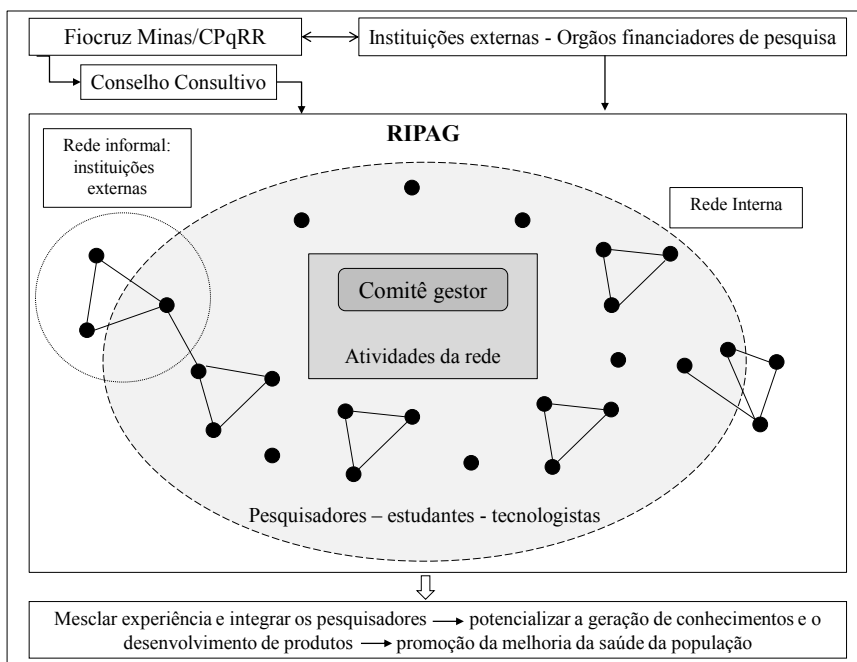 Fiocruz Minas/CPqRR
Instituições externas - Orgãos financiadores de pesquisa
Conselho Consultivo
RIPAG
Rede informal:
instituições
externas
Rede Interna
Comitê gestor
Atividades da rede
Pesquisadores – estudantes - tecnologistas
Mesclar experiência e integrar os pesquisadores → potencializar a geração de conhecimentos e o
desenvolvimento de produtos → promoção da melhoria da saúde da população